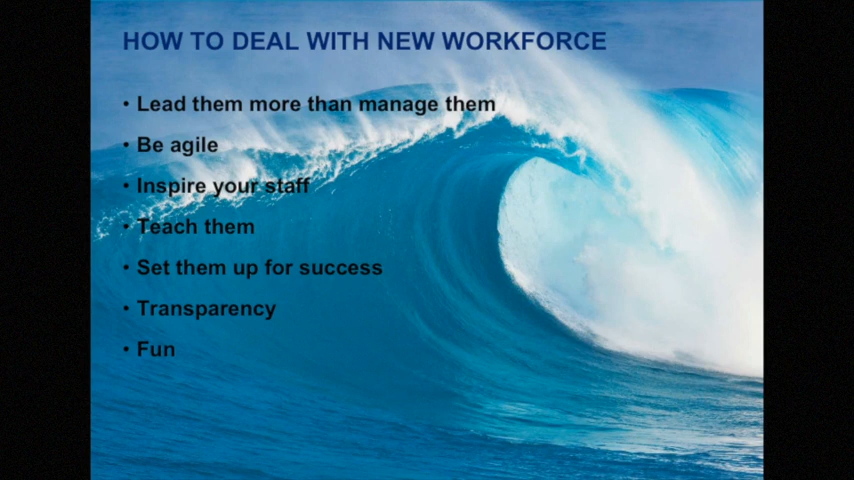 HOW TO DEAL WITH NEW WORKFORCE
• Lead them more than manage them
• Be agile
• Inspire your staff
• Teach them
• Set them up for success
• Transparency
• Fun